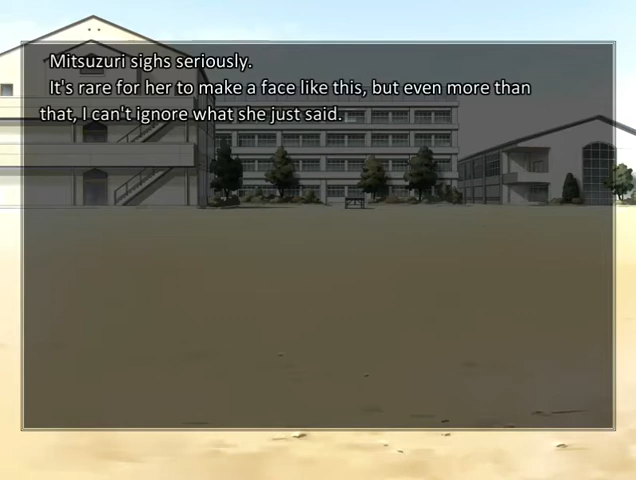 Mitsuzuri sighs seriously.
It's rare for her to make a face like this, but even more than
that, I can't ignore what she just said.